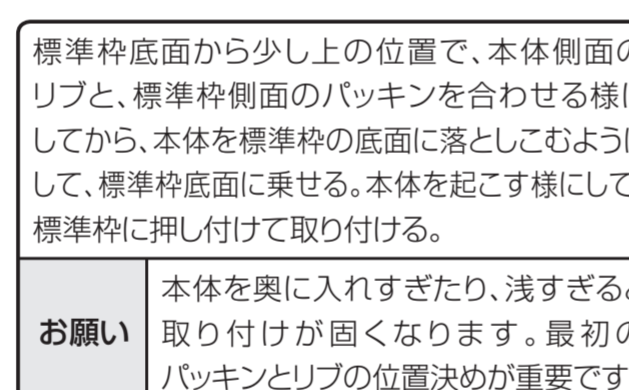 標準枠底面から少し上の位置で、本体側面の
リブと、標準枠側面のパッキンを合わせる様に
してから、本体を標準枠の底面に落としこむように
して、標準枠底面に乗せる。本体を起こす様にして
標準枠に押し付けて取り付ける。
本体を奥に入れすぎたり、浅すぎると
お願い
取り付けが固くなります。最初の
パッキンとリブの位置決めが重要です